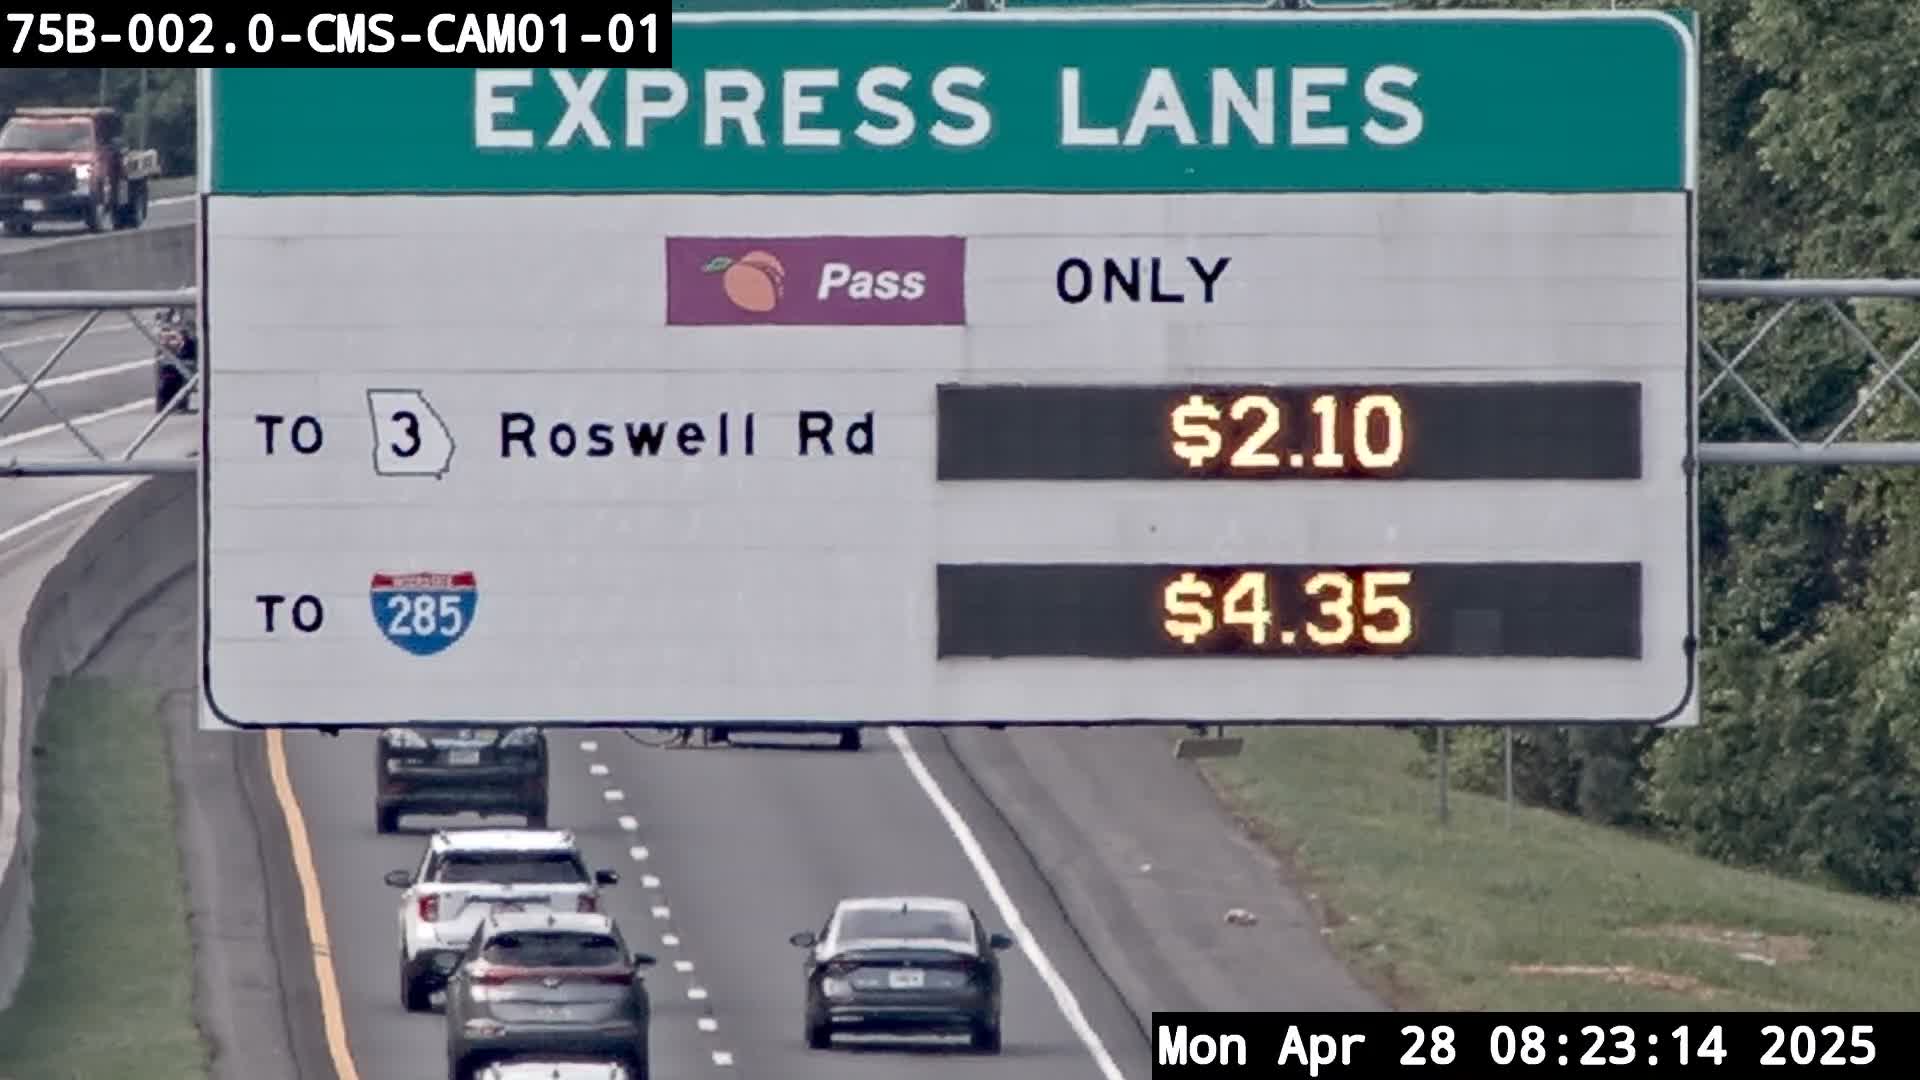 75B-002.0-CMS-CAM01-01
EXPRESS LANES
Pass ONLY
TO 3 Roswell Rd $2.10
TO INTERSTATE 285 $4.35
Mon Apr 28 08:23:14 2025